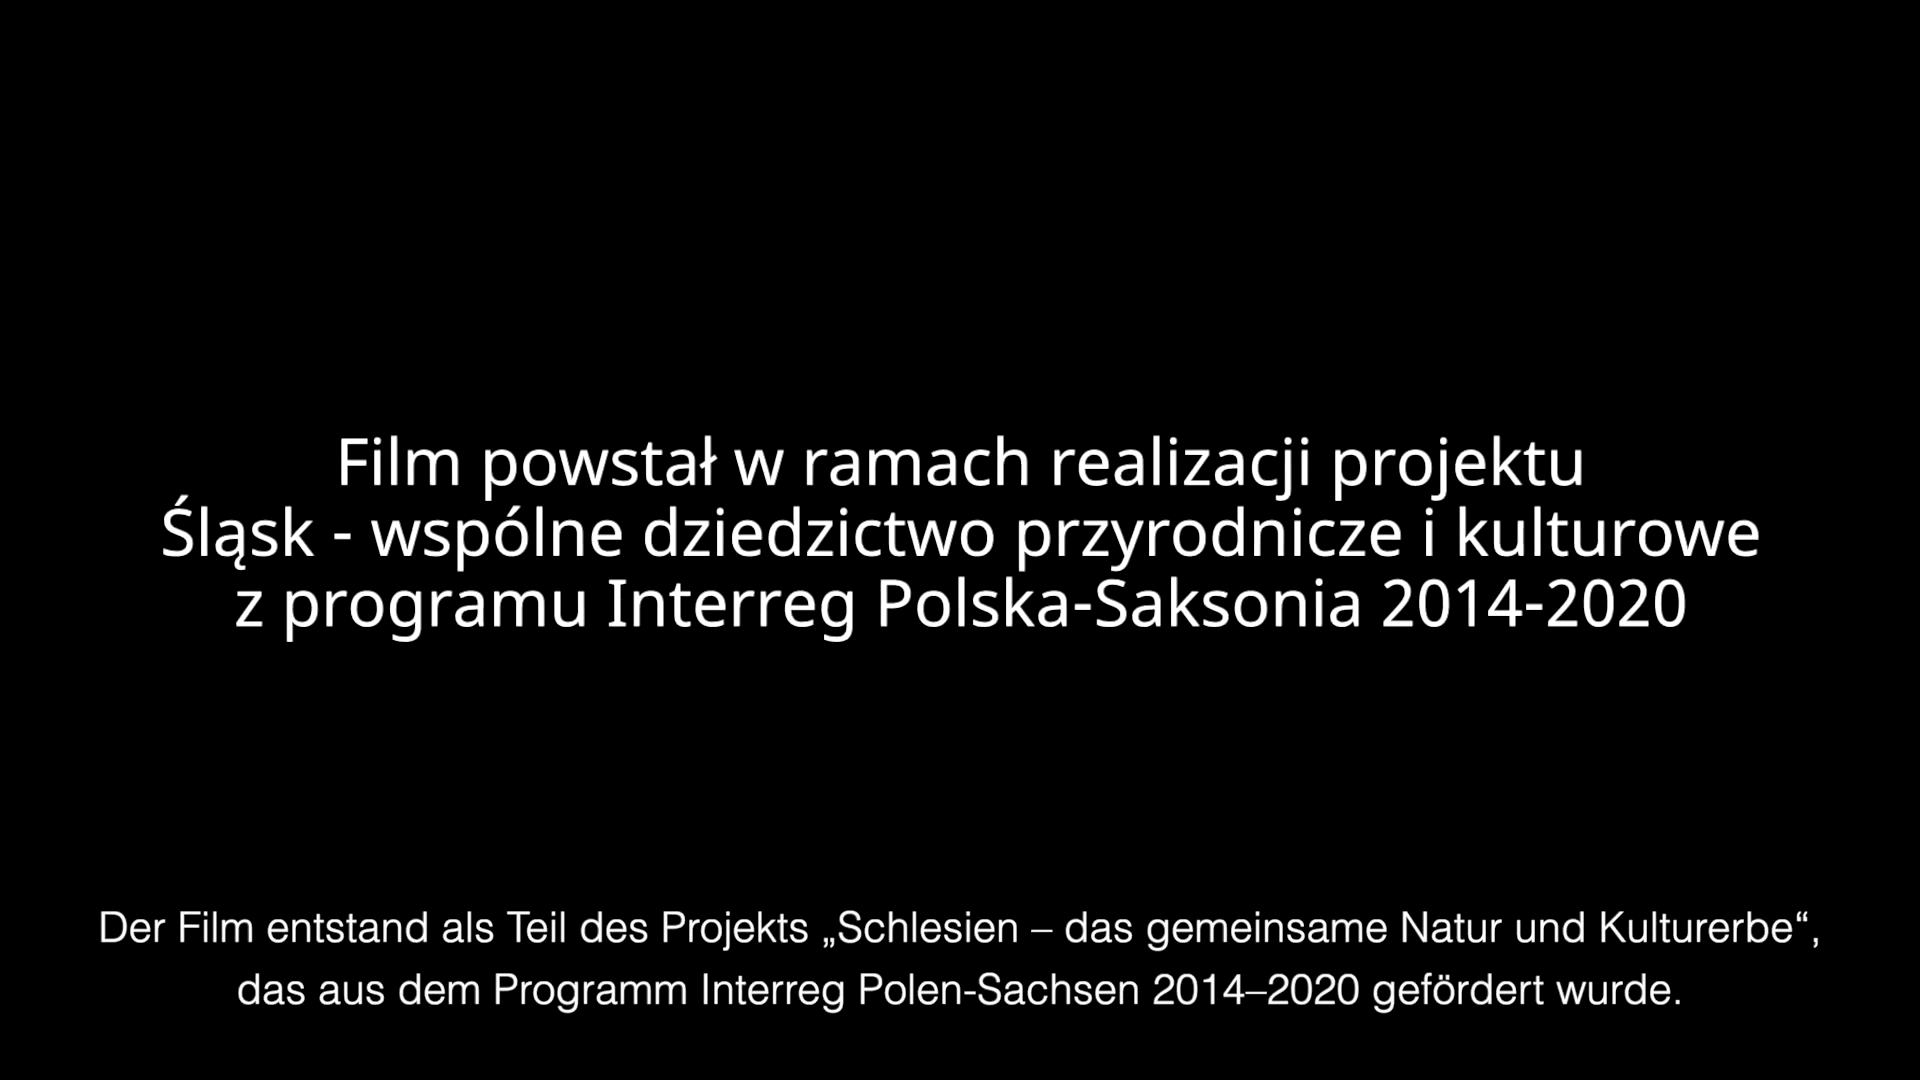 Film powstał w ramach realizacji projektu
Śląsk - wspólne dziedzictwo przyrodnicze i kulturowe
z programu Interreg Polska-Saksonia 2014-2020
Der Film entstand als Teil des Projekts „Schlesien – das gemeinsame Natur und Kulturerbe“,
das aus dem Programm Interreg Polen-Sachsen 2014–2020 gefördert wurde.